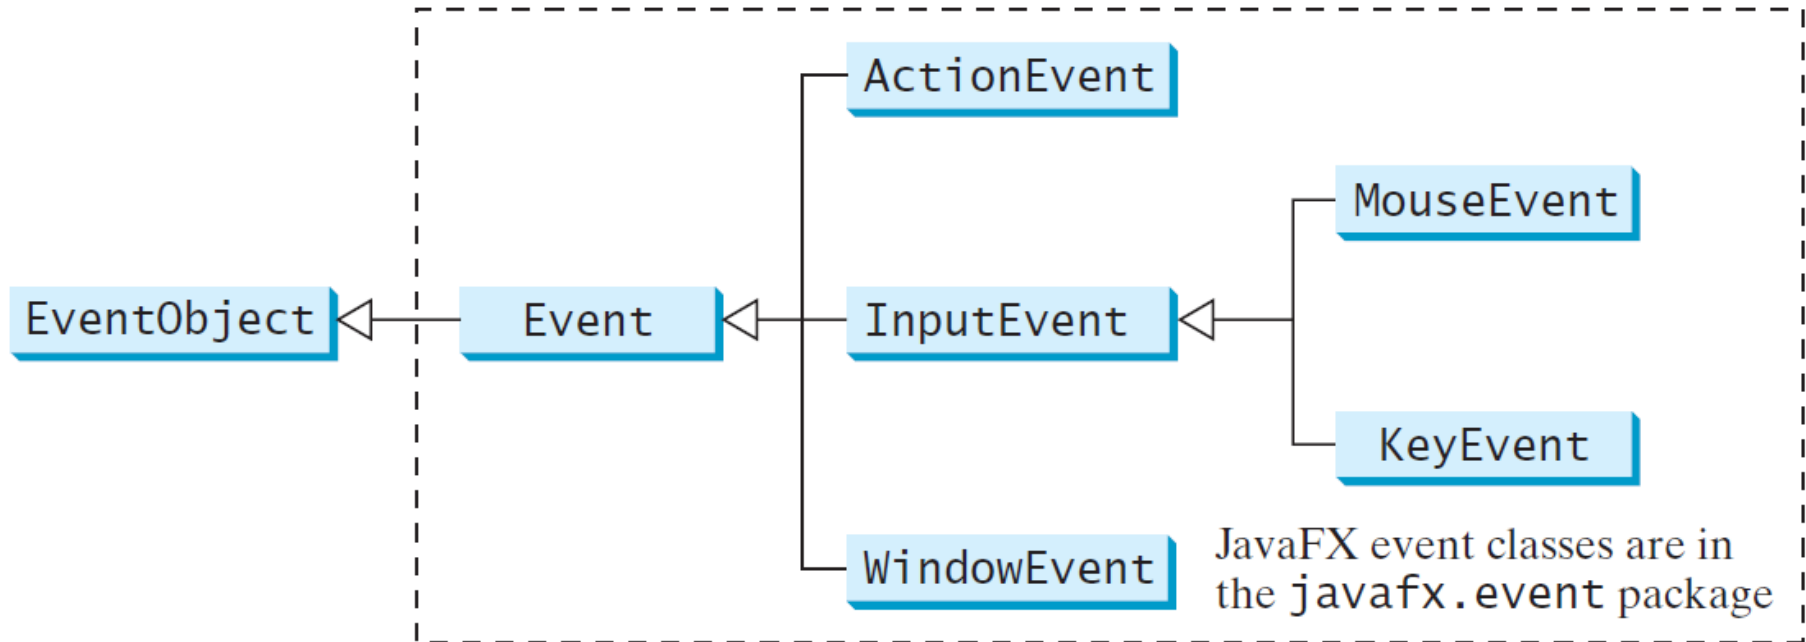 ActionEvent
MouseEvent
EventObject
Event
InputEvent
KeyEvent
WindowEvent
JavaFX event classes are in
the javafx.event package